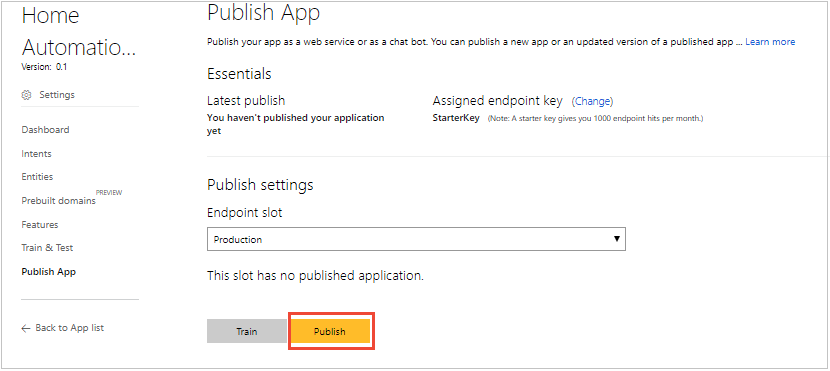 Home
Automatio...
Version: 0.1
Settings
Dashboard
Intents
Entities
Prebuilt domains PREVIEW
Features
Train & Test
Publish App
← Back to App list
Publish App
Publish your app as a web service or as a chat bot. You can publish a new app or an updated version of a published app ... Learn more
Essentials
Latest publish
You haven't published your application
yet
Assigned endpoint key (Change)
StarterKey (Note: A starter key gives you 1000 endpoint hits per month.)
Publish settings
Endpoint slot
Production
This slot has no published application.
Train
Publish